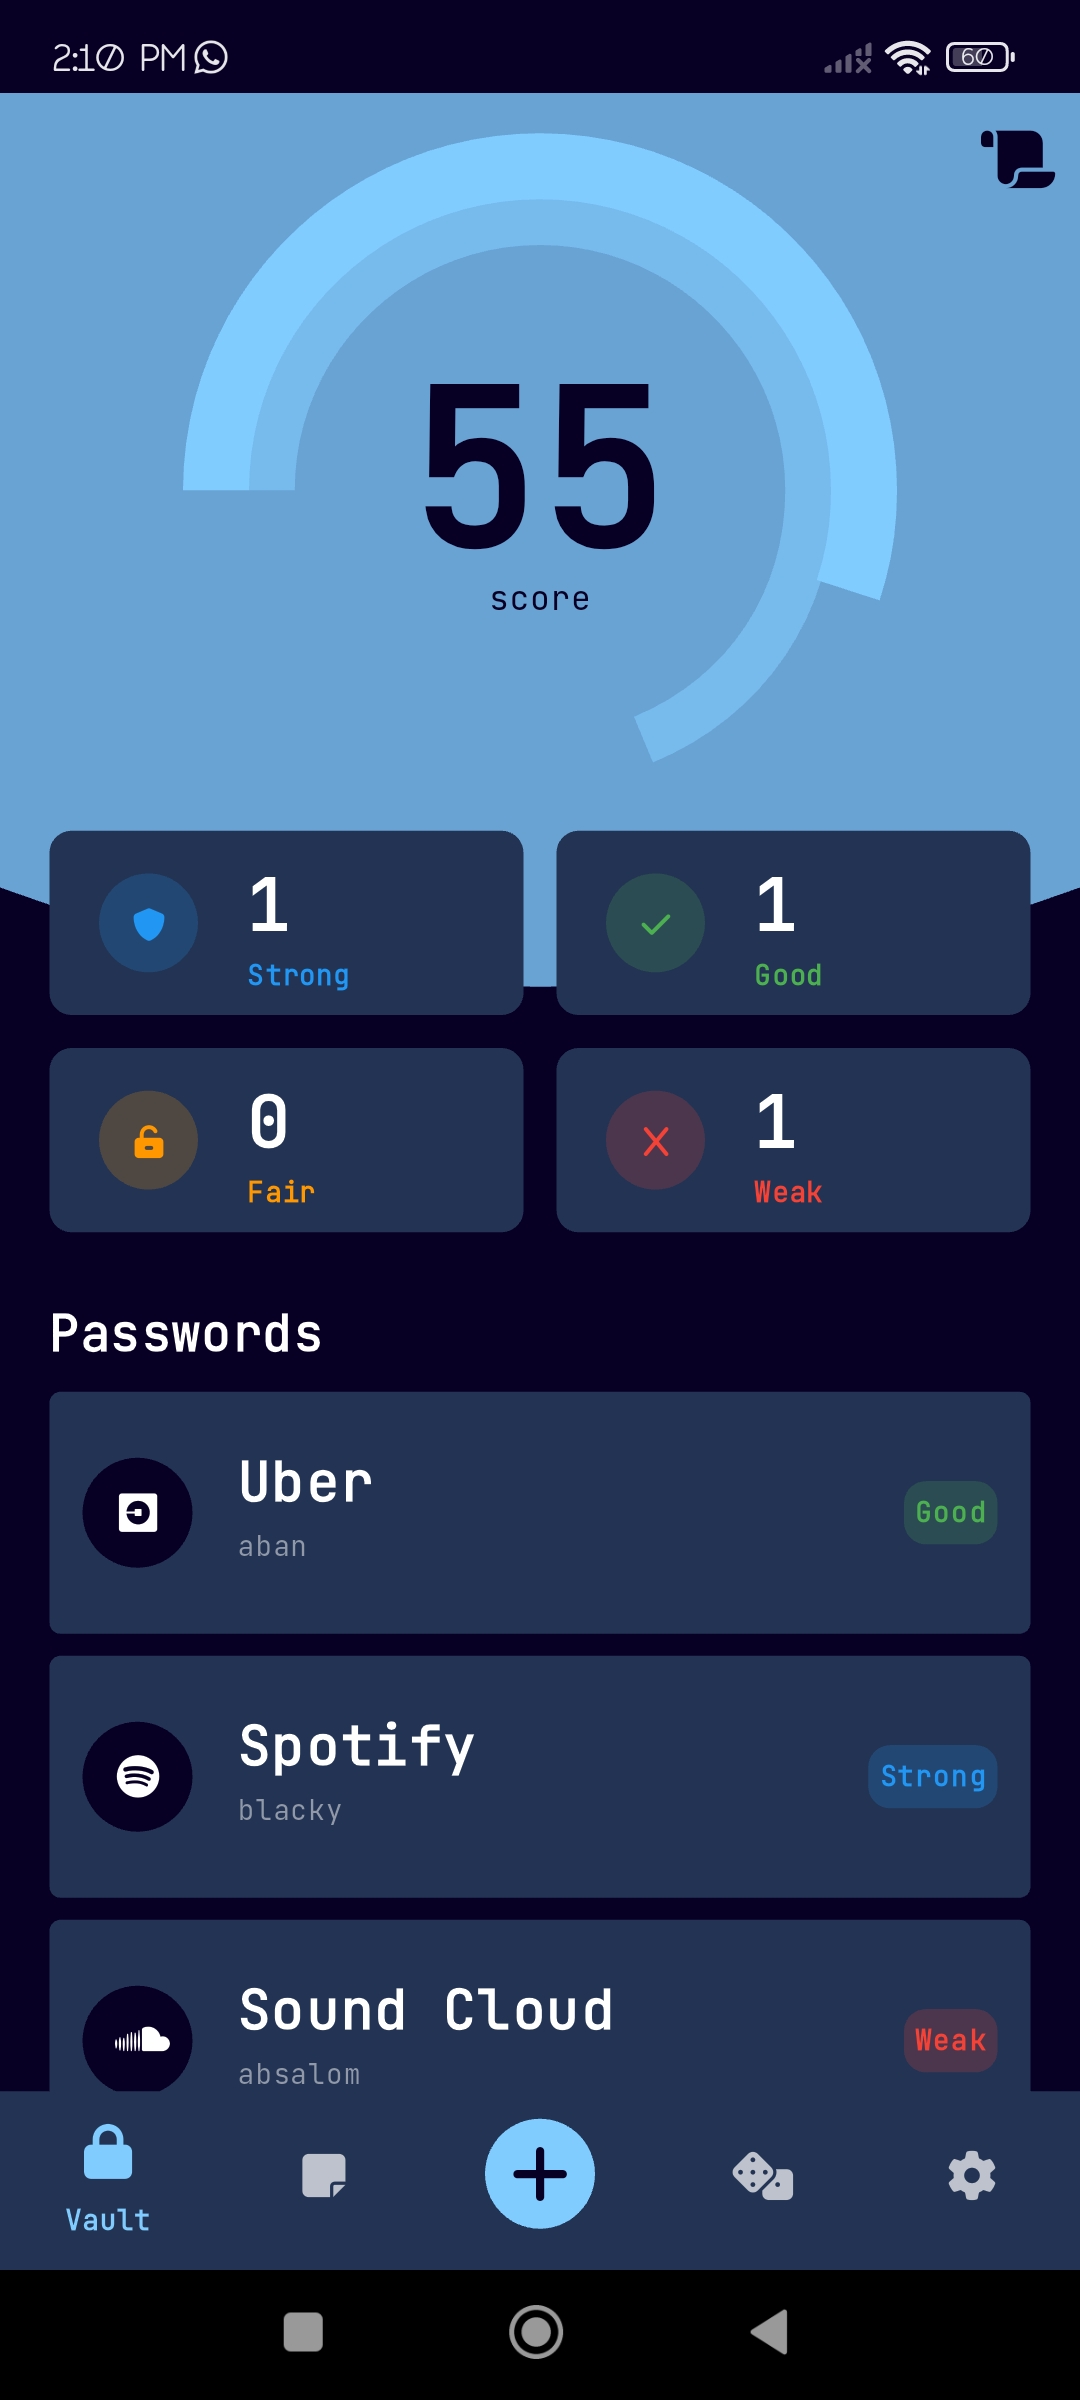 2:10 PM
60
55
score
1
Strong
1
Good
0
Fair
1
Weak
Passwords
Uber
aban
Good
Spotify
blacky
Strong
Sound Cloud
absalom
Weak
Vault